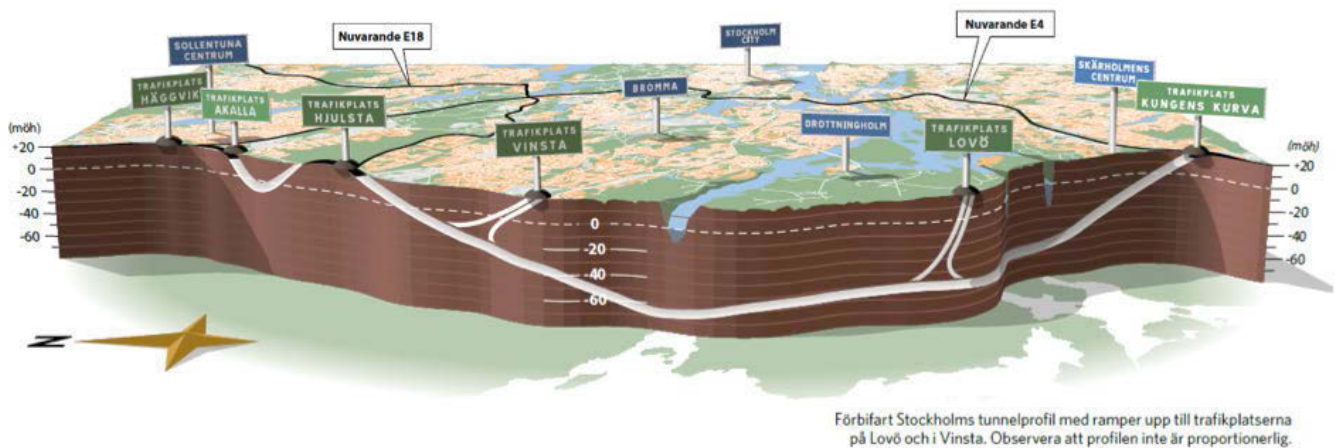 SOLLENTUNA
CENTRUM
Nuvarande E18
STOCKHOLM
CITY
Nuvarande E4
SKÄRHOLMENS
CENTRUM
TRAFIKPLATS
HÄGGVIK
TRAFIKPLATS
AKALLA
TRAFIKPLATS
HJULSTA
BROMMA
TRAFIKPLATS
KUNGENS KURVA
TRAFIKPLATS
VINSTA
DROTTNINGHOLM
TRAFIKPLATS
LOVÖ
(möh)
+20
0
-20
-40
-60
0
-20
-40
-60
(möh)
+20
0
-20
-40
-60
N
Förbifart Stockholms tunnelprofil med ramper upp till trafikplatserna
på Lovö och i Vinsta. Observera att profilen inte är proportionerlig.